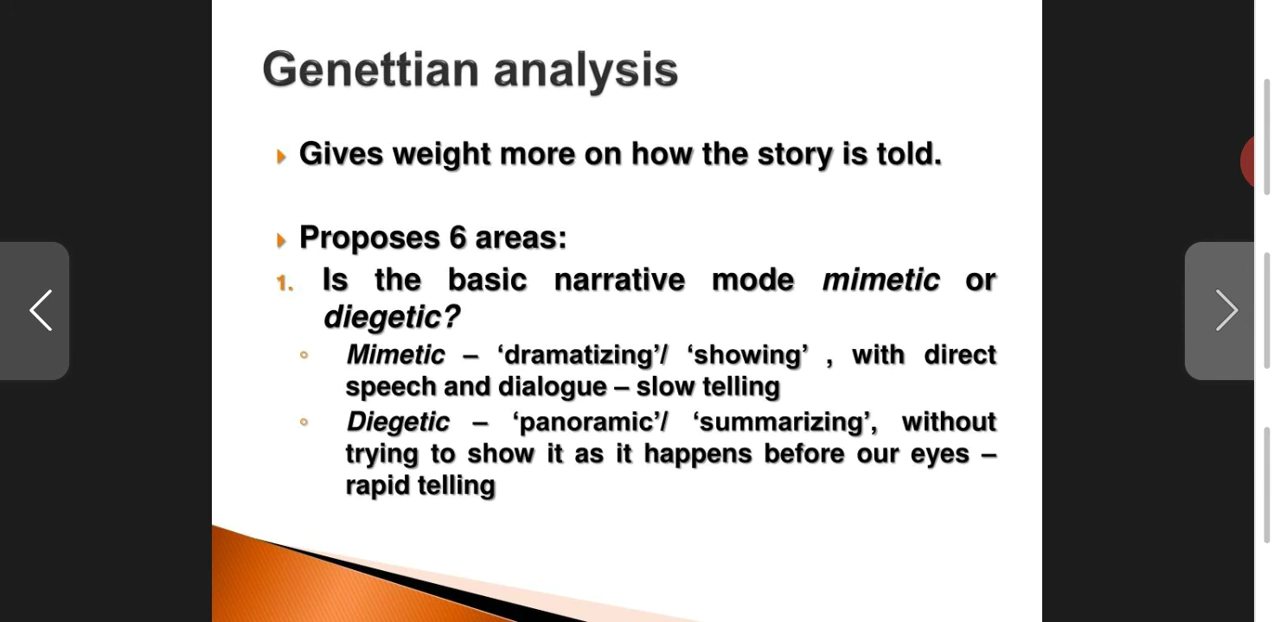 Genettian analysis
Gives weight more on how the story is told.
Proposes 6 areas:
1. Is the basic narrative mode mimetic or
diegetic?
Mimetic – ‘dramatizing’/ ‘showing’ , with direct
speech and dialogue – slow telling
Diegetic – ‘panoramic’/ ‘summarizing’, without
trying to show it as it happens before our eyes –
rapid telling